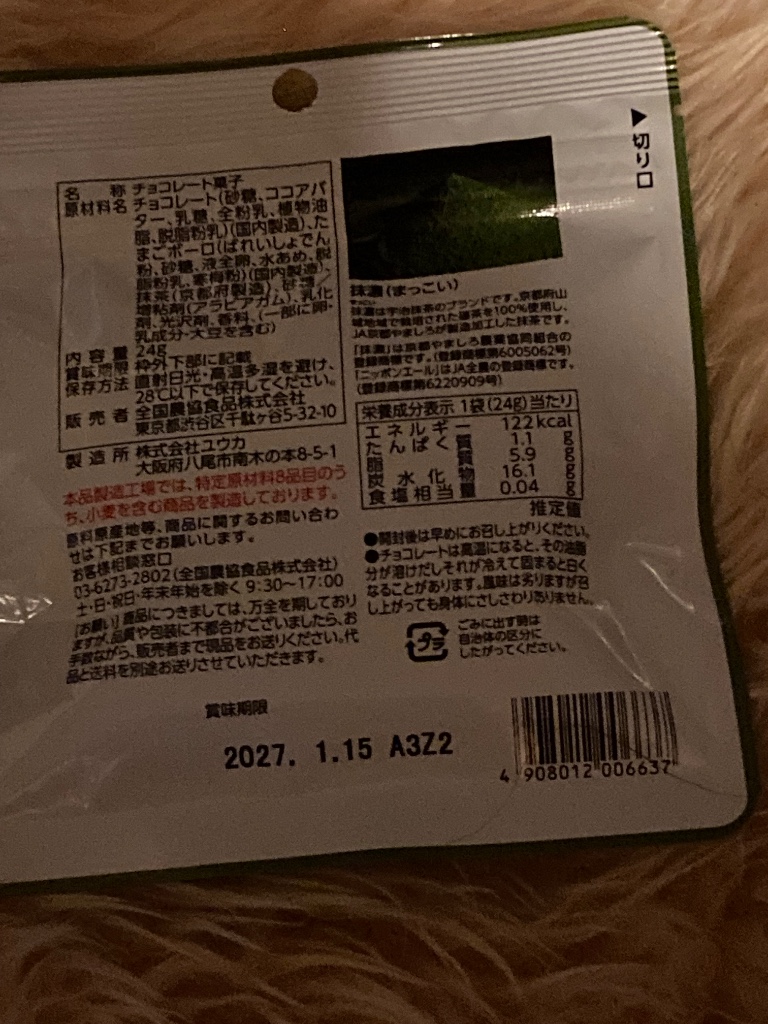 ▶切り口
名称 チョコレート菓子
原材料名 チョコレート(砂糖、ココアバ
ター、乳糖、全粉乳、植物油
脂、脱脂粉乳)(国内製造)、た
まごボーロ(ばれいしょでん
粉、砂糖、液全卵、水あめ、脱
脂粉乳、寒梅粉)(国内製造)、
抹茶(京都府製造)、砂糖/
増粘剤(アラビアガム)、乳化
剤、光沢剤、香料、(一部に卵・
乳成分・大豆を含む)
内容量 24g
賞味期限 枠外下部に記載
保存方法 直射日光・高温多湿を避け、
28℃以下で保存してください。
販売者 全国農協食品株式会社
東京都渋谷区千駄ヶ谷5-32-10
製造所 株式会社ユウカ
大阪府八尾市南木の本8-5-1
本品製造工場では、特定原材料8品目のう
ち、小麦を含む商品を製造しております。
原料原産地等、商品に関するお問い合わ
せは下記までお願いします。
お客様相談窓口
03-6273-2802(全国農協食品株式会社)
土・日・祝日・年末年始を除く 9:30～17:00
[お願い]商品につきましては、万全を期しており
ますが、品質や包装に不都合がございましたら、お
手数ながら、販売者まで現品をお送りください。代
品と送料を別途お送りさせていただきます。
抹濃(まっこい)
抹濃は宇治抹茶のブランドです。京都府山
城地域で栽培された碾茶を100%使用し、
JA京都やましろが製造加工した抹茶です。
「抹濃」は京都やましろ農業協同組合の
登録商標です。(登録商標第6005062号)
「ニッポンエール」はJA全農の登録商標です。
(登録商標第6220909号)
栄養成分表示 1袋(24g)当たり
エネルギー 122kcal
たんぱく質 1.1 g
脂質 5.9 g
炭水化物 16.1 g
食塩相当量 0.04 g
推定値
●開封後は早めにお召し上がりください。
●チョコレートは高温になると、その油脂
分が溶けだしそれが冷えて固まると白く
なることがあります。風味は劣りますが召
し上がっても身体にさしさわりありません。
プラ
ごみに出す時は
自治体の区分に
したがってください。
賞味期限
2027. 1.15 A3Z2
4 908012 006637